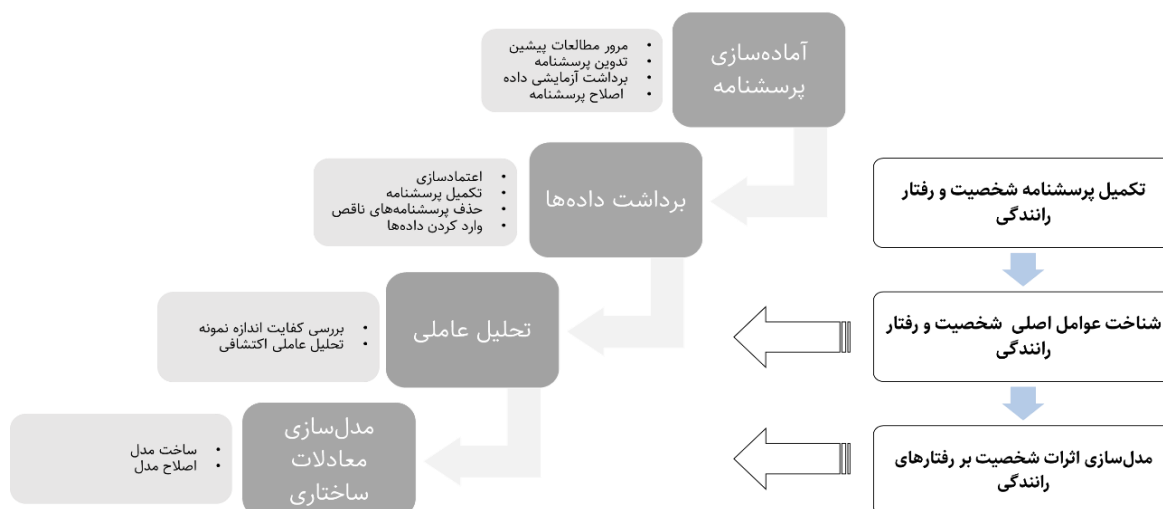 آماده‌سازی
پرسشنامه
مرور مطالعات پیشین
تدوین پرسشنامه
برداشت آزمایشی داده
اصلاح پرسشنامه
برداشت داده‌ها
اعتمادسازی
تکمیل پرسشنامه
حذف پرسشنامه‌های ناقص
وارد کردن داده‌ها
تحلیل عاملی
بررسی کفایت اندازه نمونه
تحلیل عاملی اکتشافی
مدل‌سازی
معادلات
ساختاری
ساخت مدل
اصلاح مدل
تکمیل پرسشنامه شخصیت و رفتار
رانندگی
شناخت عوامل اصلی شخصیت و رفتار
رانندگی
مدل‌سازی اثرات شخصیت بر رفتارهای
رانندگی